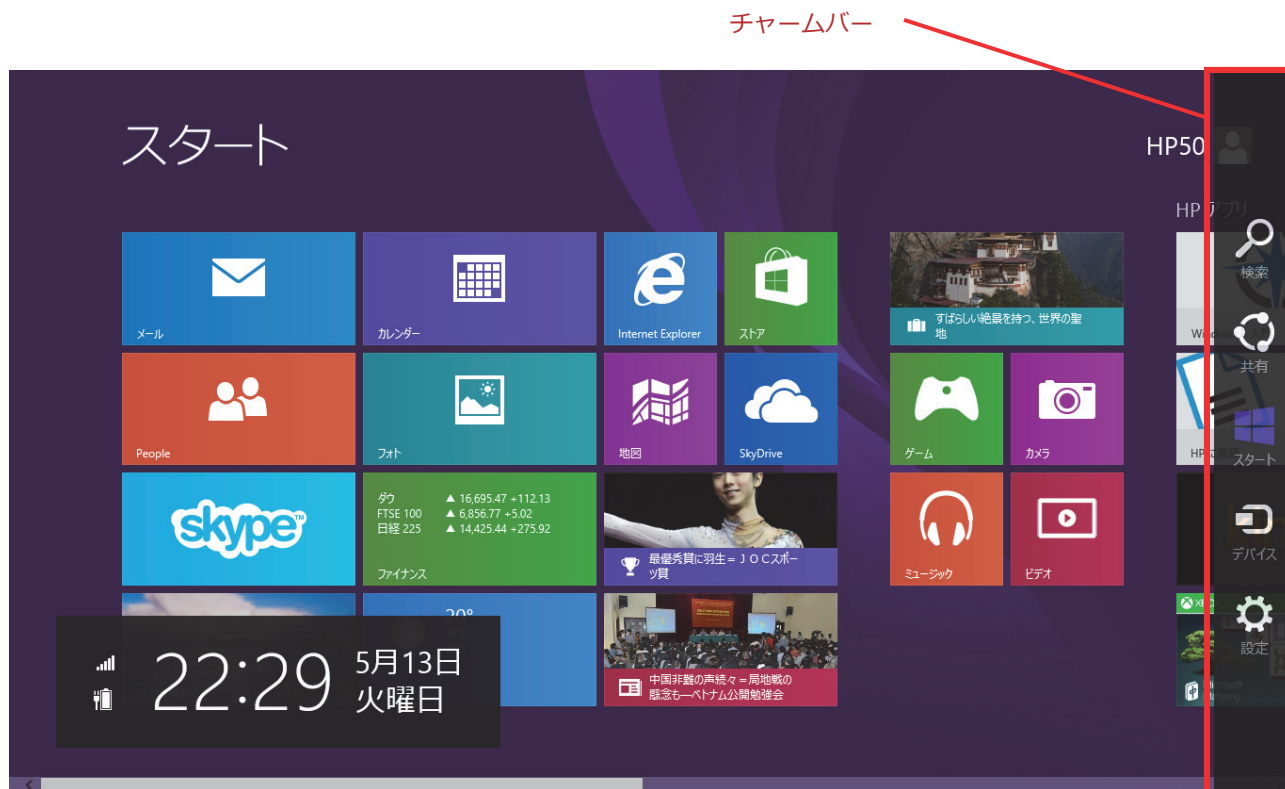 チャームバー
スタート
HP50
HP アプリ
メール
カレンダー
Internet Explorer
ストア
すばらしい絶景を持つ、世界の聖
地
People
フォト
地図
SkyDrive
ゲーム
カメラ
skype™
ダウ ▲ 16,695.47 +112.13
FTSE 100 ▲ 6,856.77 +5.02
日経 225 ▲ 14,425.44 +275.92
ファイナンス
最優秀賞に羽生＝ＪＯＣスポー
ツ賞
ミュージック
ビデオ
20°
中国非難の声続々＝局地戦の
懸念も―ベトナム公開勉強会
22:29
5月13日
火曜日
検索
共有
スタート
デバイス
設定
Microsoft
Mahjong